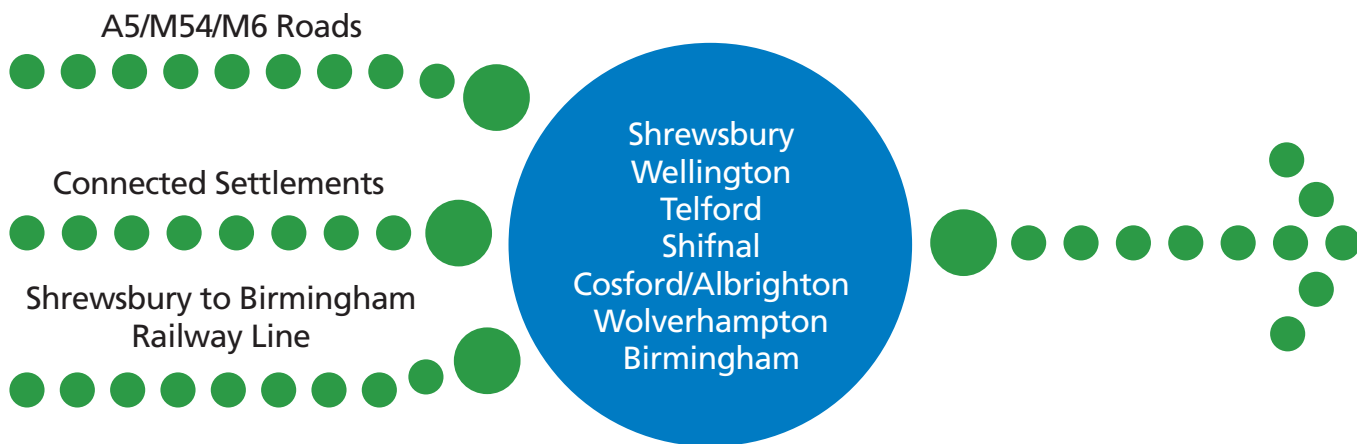 A5/M54/M6 Roads
Connected Settlements
Shrewsbury to Birmingham
Railway Line
Shrewsbury
Wellington
Telford
Shifnal
Cosford/Albrighton
Wolverhampton
Birmingham